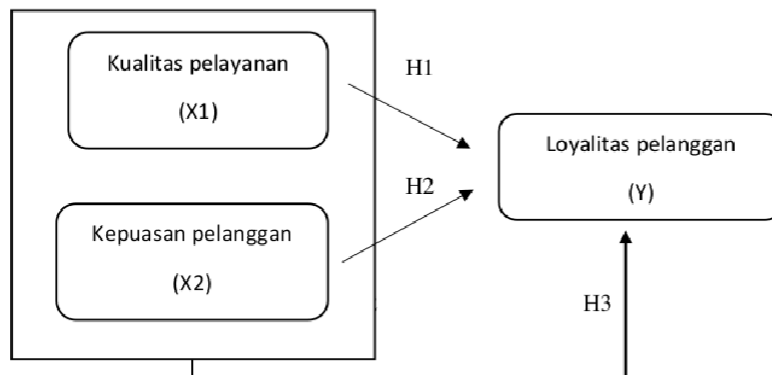 Kualitas pelayanan
(X1)
H1
Loyalitas pelanggan
(Y)
H2
Kepuasan pelanggan
(X2)
H3